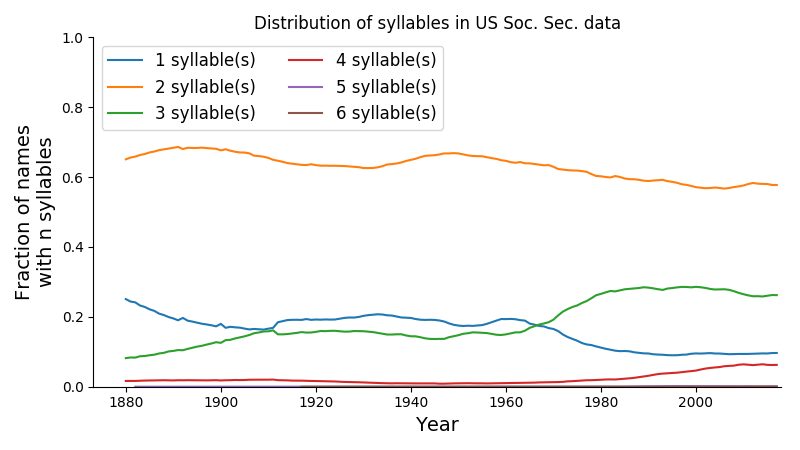 Distribution of syllables in US Soc. Sec. data
1 syllable(s)
2 syllable(s)
3 syllable(s)
4 syllable(s)
5 syllable(s)
6 syllable(s)
Fraction of names
with n syllables
1.0
0.8
0.6
0.4
0.2
0.0
1880 1900 1920 1940 1960 1980 2000
Year